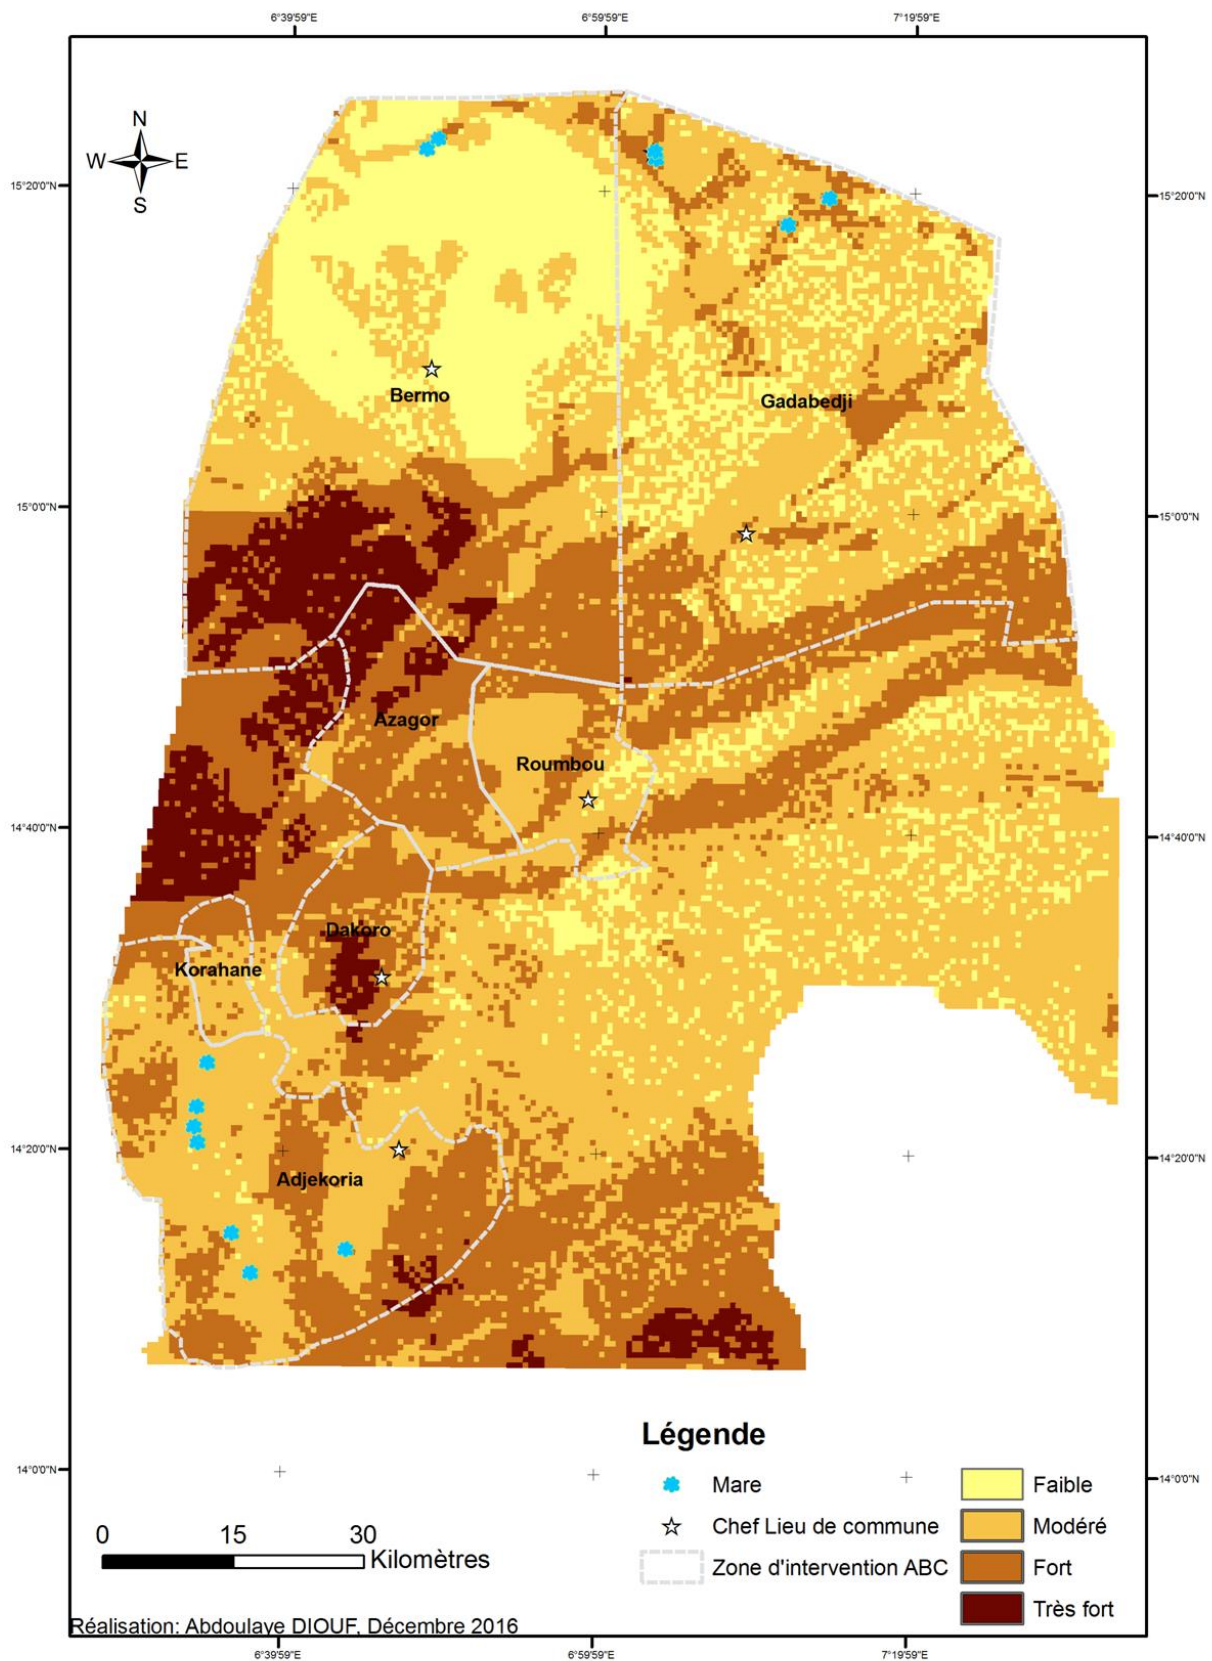 6°39'59"E
6°59'59"E
7°19'59"E
N
W
E
S
15°20'0"N
15°20'0"N
Bermo
Gadabedji
15°0'0"N
15°0'0"N
Azagor
Roumbou
14°40'0"N
14°40'0"N
Dakoro
Korahane
14°20'0"N
14°20'0"N
Adjekoria
Légende
14°0'0"N
14°0'0"N
Mare
Faible
Chef Lieu de commune
Modéré
Zone d'intervention ABC
Fort
Très fort
0 15 30
Kilomètres
Réalisation: Abdoulaye DIOUF, Décembre 2016
6°39'59"E
6°59'59"E
7°19'59"E